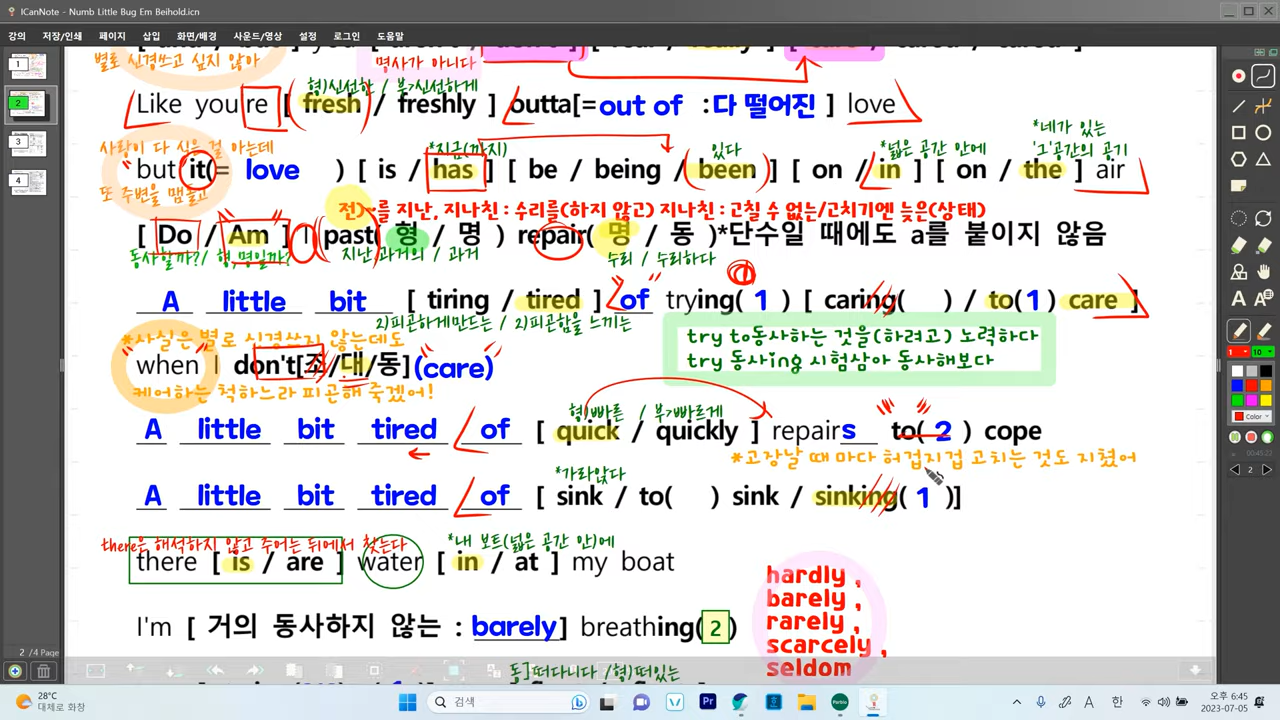 ICanNote - Numb Little Bug Em Beihold.icn
강의 저장/인쇄 페이지 삽입 화면/배경 사운드/영상 설정 로그인 도움말
별로 신경쓰고 싶지 않아
명사가 아니다
형)신선한 / 부>신선하게
Like you're [ fresh / freshly ] outta[=out of :다 떨어진 ] love
사랑이 다 식은 걸 아는데
*지금(까지)
있다
*넓은 공간 안에
*네가 있는
'그'공간의 공기
but it(= love ) [ is / has ] [ be / being / been ] [ on / in ] [ on / the ] air
또 주변을 맴돌고
전)~를 지난, 지나친 : 수리를(하지 않고) 지나친 : 고칠 수 없는/고치기엔 늦은(상태)
[ Do / Am ] I (past( 형 / 명 ) repair( 명 / 동 )*단수일 때에도 a를 붙이지 않음
동사할까?/ 형,명일까?
지난,과거의 / 과거
수리 / 수리하다
1
A little bit [ tiring / tired ] of trying( 1 ) [ caring( ) / to(1) care ]
2)피곤하게만드는 / 2)피곤함을 느끼는
*사실은 별로 신경쓰지 않는데도
try to동사하는 것을(하려고) 노력하다
try 동사ing 시험삼아 동사해보다
when I don't[조/대/동](care)
케어하는 척하느라 피곤해 죽겠어!
형)빠른 / 부>빠르게
A little bit tired of [ quick / quickly ] repairs to( 2 ) cope
*고장날 때 마다 허겁지겁 고치는 것도 지쳤어
*가라앉다
A little bit tired of [ sink / to( ) sink / sinking( 1 )]
there은 해석하지 않고 주어는 뒤에서 찾는다
*내 보트(넓은 공간 안)에
there [ is / are ] water [ in / at ] my boat
I'm [ 거의 동사하지 않는 : barely] breathing( 2 )
hardly ,
barely ,
rarely ,
scarcely ,
seldom
동]떠다니다 /형)떠있는
1
2
3
4
1 10
Color
00:45:22
2
2 / 4 Page
28°C
대체로 화창
검색
한
오후 6:45
2023-07-05